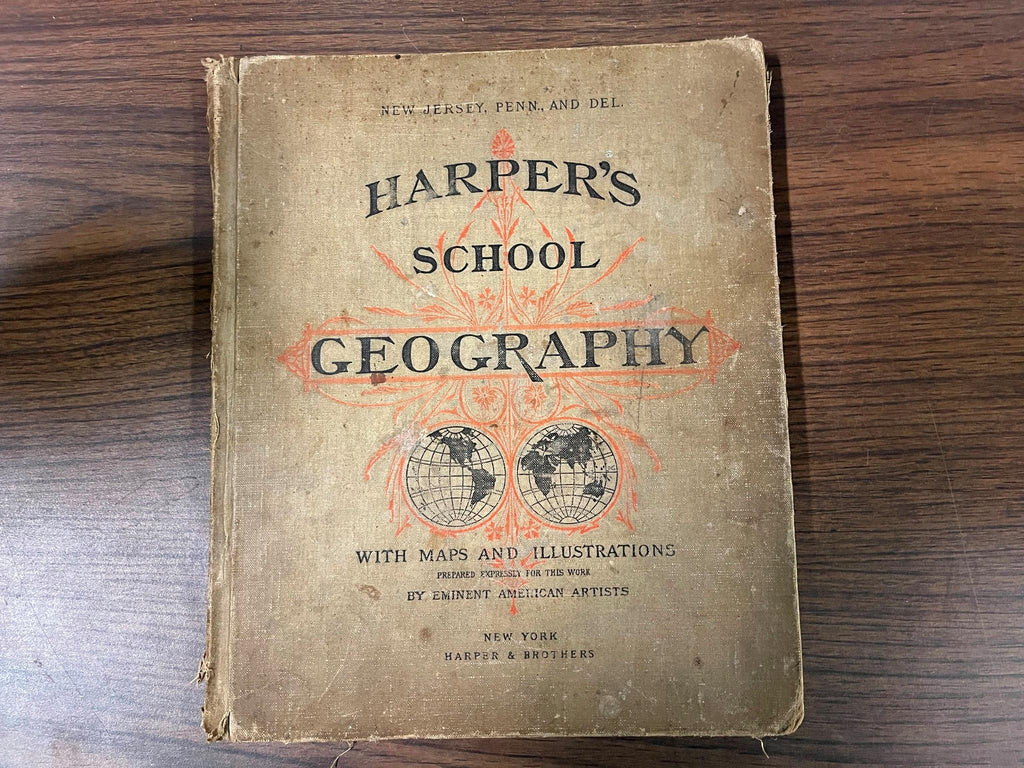 NEW JERSEY, PENN., AND DEL.
HARPER'S
SCHOOL
GEOGRAPHY
WITH MAPS AND ILLUSTRATIONS
PREPARED EXPRESSLY FOR THIS WORK
BY EMINENT AMERICAN ARTISTS
NEW YORK
HARPER & BROTHERS